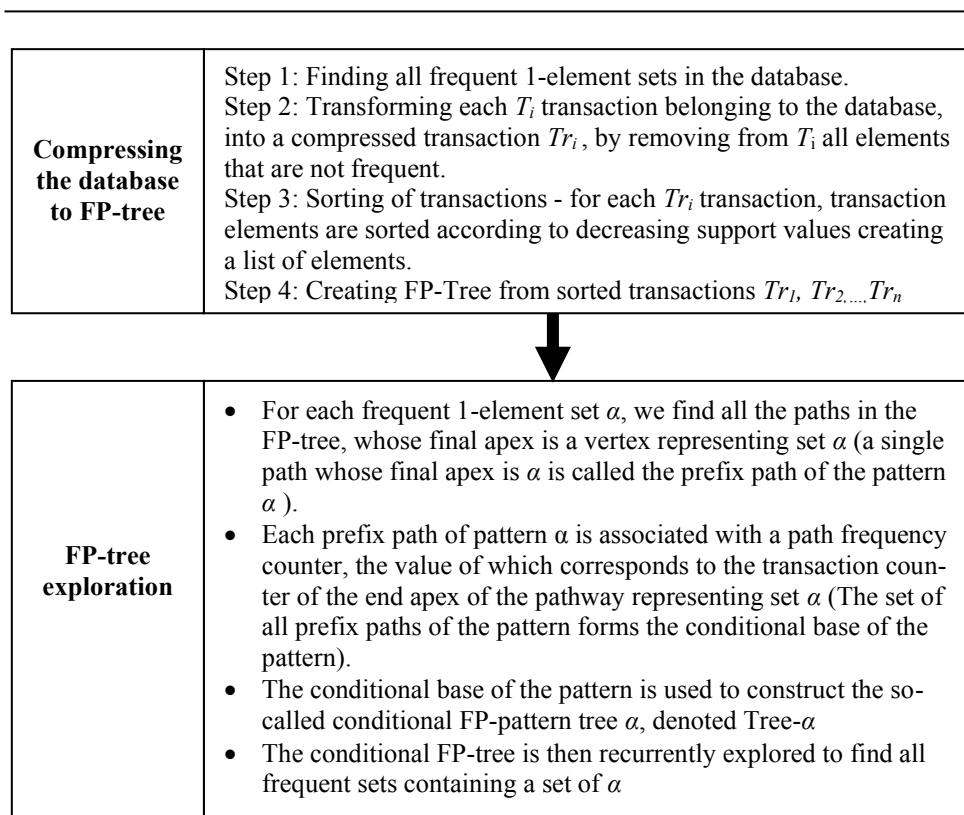 Compressing
the database
to FP-tree
Step 1: Finding all frequent 1-element sets in the database.
Step 2: Transforming each Ti transaction belonging to the database,
into a compressed transaction Tri , by removing from Ti all elements
that are not frequent.
Step 3: Sorting of transactions - for each Tri transaction, transaction
elements are sorted according to decreasing support values creating
a list of elements.
Step 4: Creating FP-Tree from sorted transactions Tr1, Tr2,...,Trn
FP-tree
exploration
• For each frequent 1-element set α, we find all the paths in the
FP-tree, whose final apex is a vertex representing set α (a single
path whose final apex is α is called the prefix path of the pattern
α ).
• Each prefix path of pattern α is associated with a path frequency
counter, the value of which corresponds to the transaction coun-
ter of the end apex of the pathway representing set α (The set of
all prefix paths of the pattern forms the conditional base of the
pattern).
• The conditional base of the pattern is used to construct the so-
called conditional FP-pattern tree α, denoted Tree-α
• The conditional FP-tree is then recurrently explored to find all
frequent sets containing a set of α